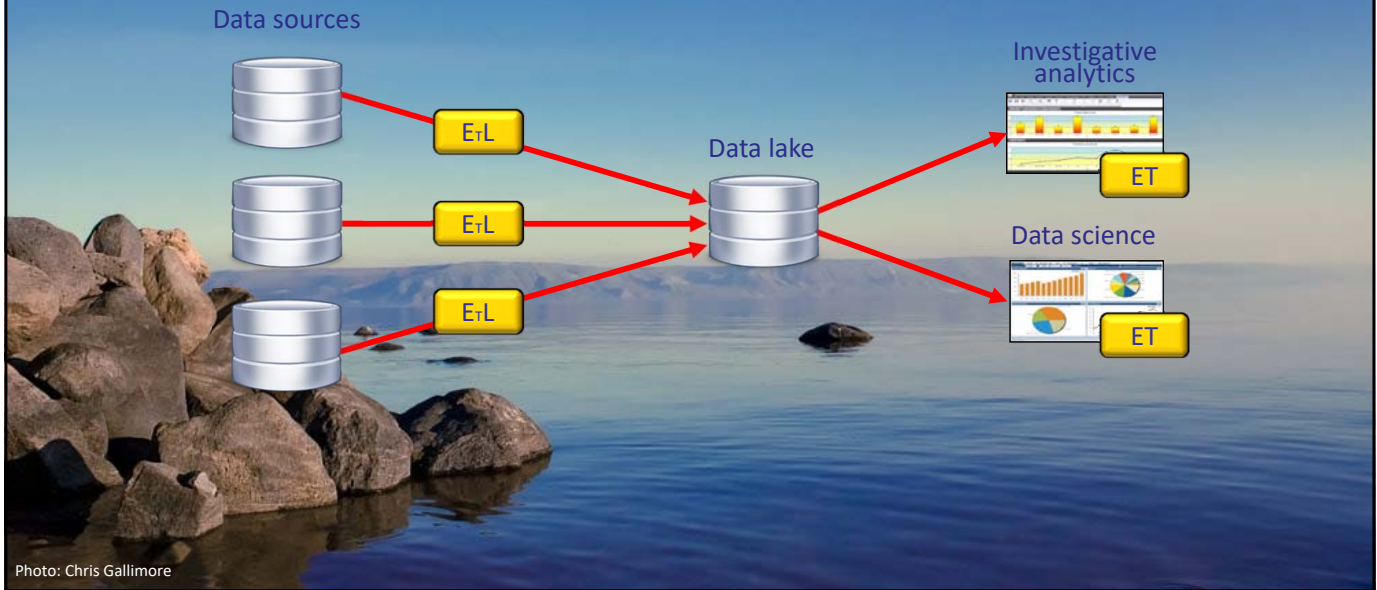 Data sources
Investigative
analytics
ETL
Data lake
ET
ETL
Data science
ETL
ET
Photo: Chris Gallimore